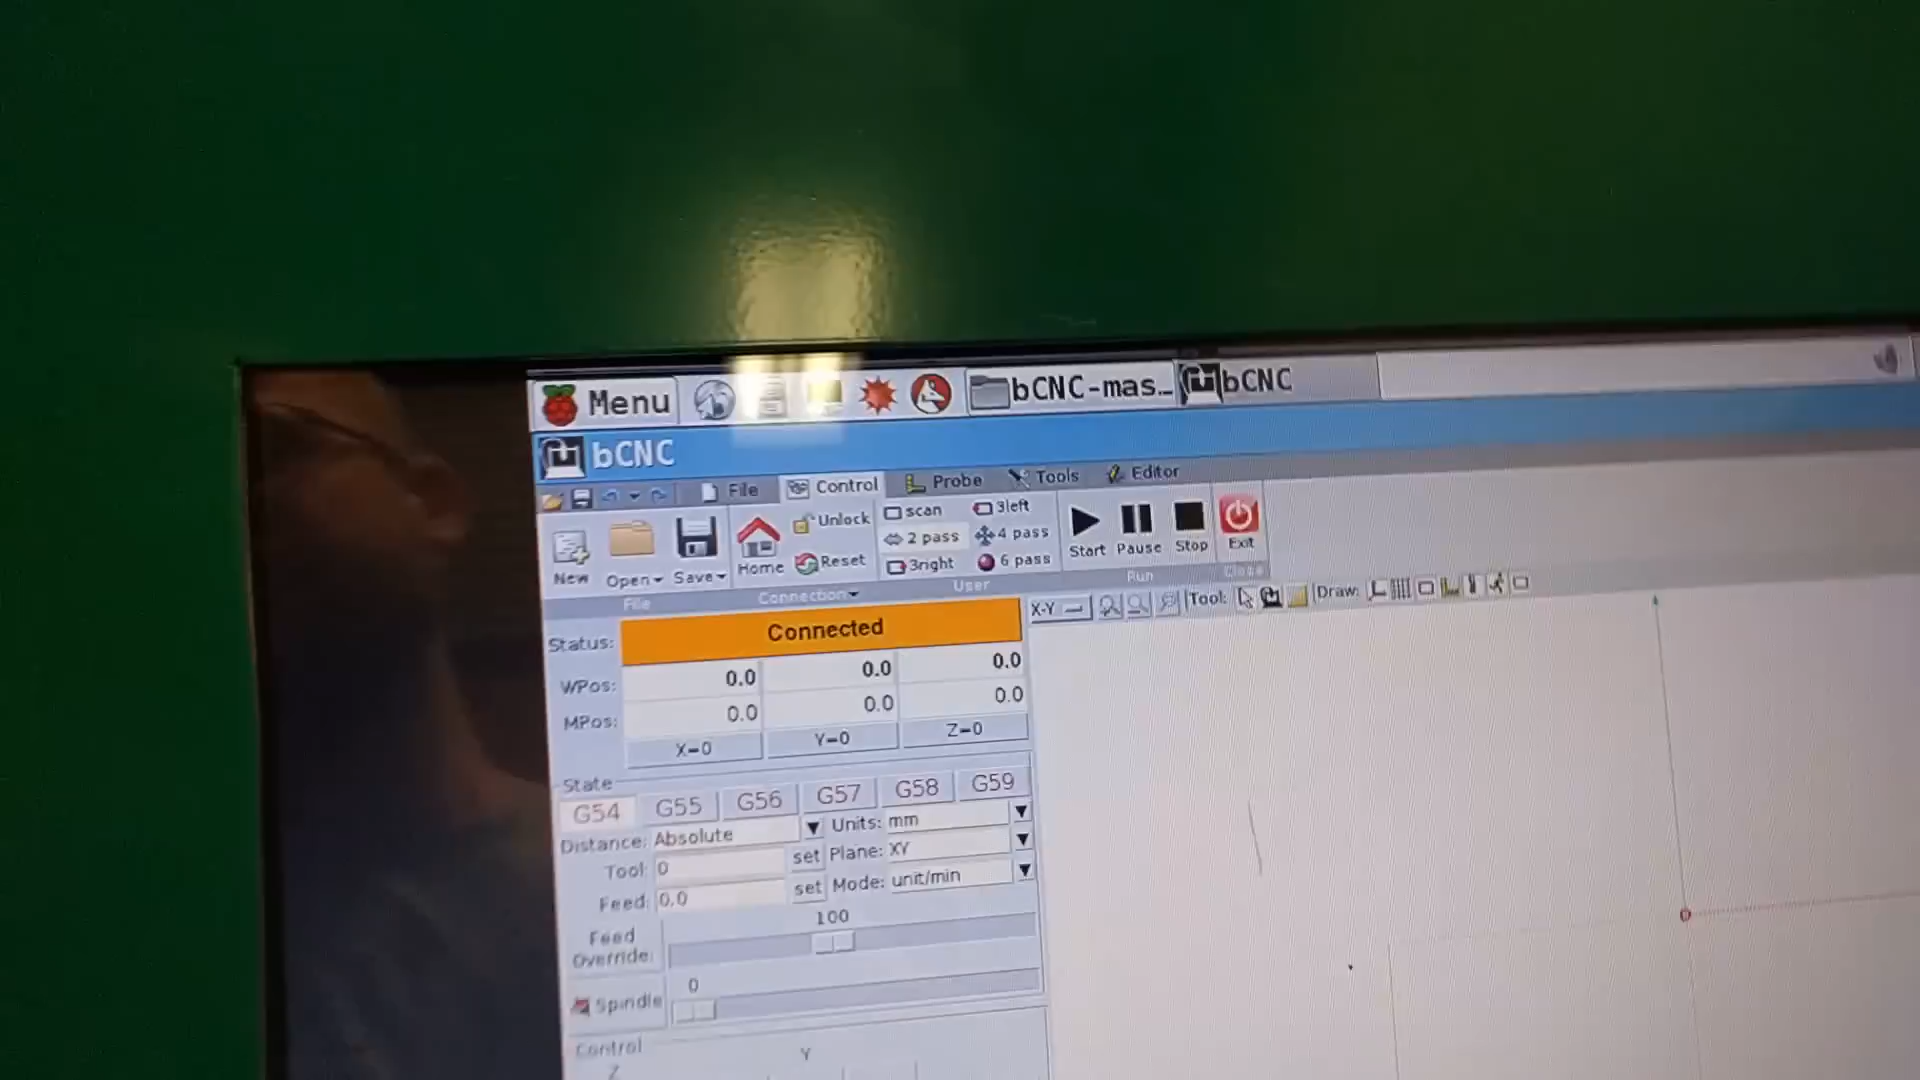 Menu bCNC-mas… bCNC
bCNC
File Control Probe Tools Editor
New Open Save Home Unlock Reset scan 3left Start Pause Stop Exit
2 pass 4 pass
3right 6 pass
File Connection User Run Close
X-Y Tool: Draw:
Status: Connected
WPos: 0.0 0.0 0.0
MPos: 0.0 0.0 0.0
X=0 Y=0 Z=0
State
G54 G55 G56 G57 G58 G59
Distance: Absolute Units: mm
Tool: 0 set Plane: XY
Feed: 0.0 set Mode: unit/min
Feed
Override: 100
Spindle 0
Control
Y
Z